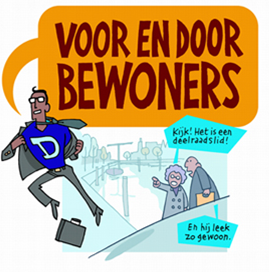 VOOR EN DOOR
BEWONERS
Kijk! Het is een
deelraadslid!
D
En hij leek
zo gewoon.